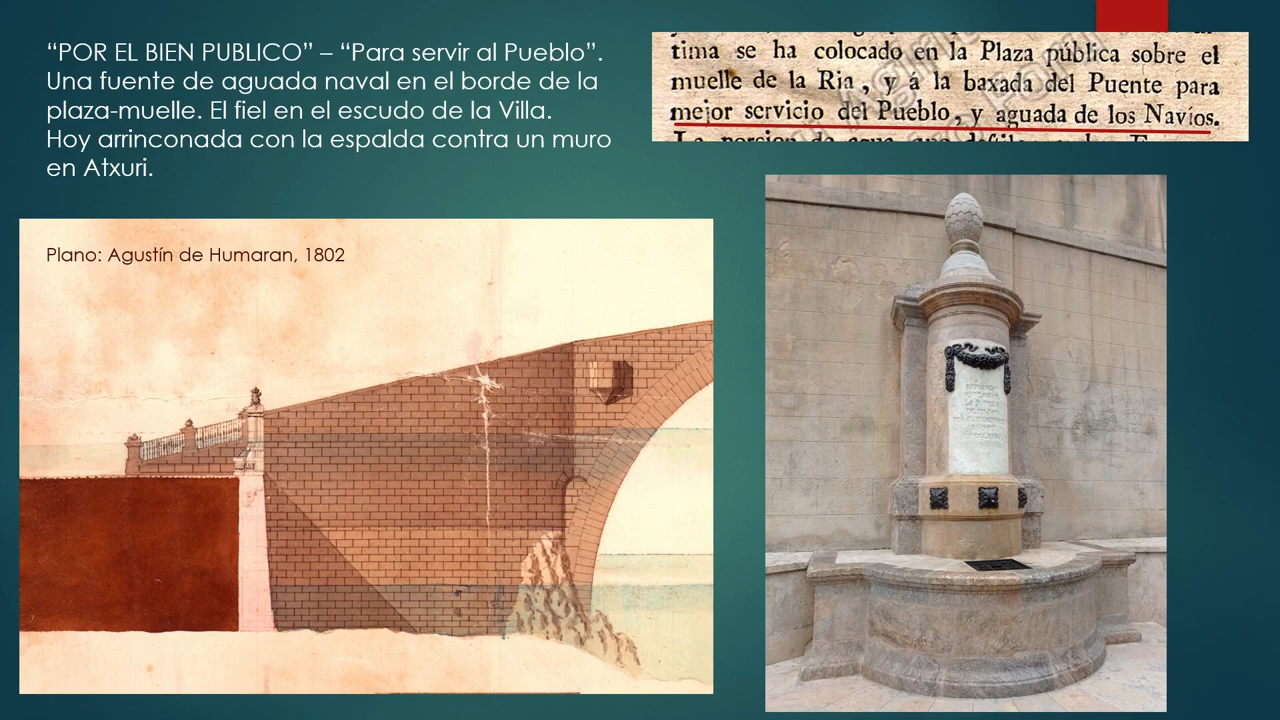 “POR EL BIEN PUBLICO” – “Para servir al Pueblo”.
Una fuente de aguada naval en el borde de la
plaza-muelle. El fiel en el escudo de la Villa.
Hoy arrinconada con la espalda contra un muro
en Atxuri.
tima se ha colocado en la Plaza pública sobre el
muelle de la Ria, y á la baxada del Puente para
mejor servicio del Pueblo, y aguada de los Navíos.
Plano: Agustín de Humaran, 1802